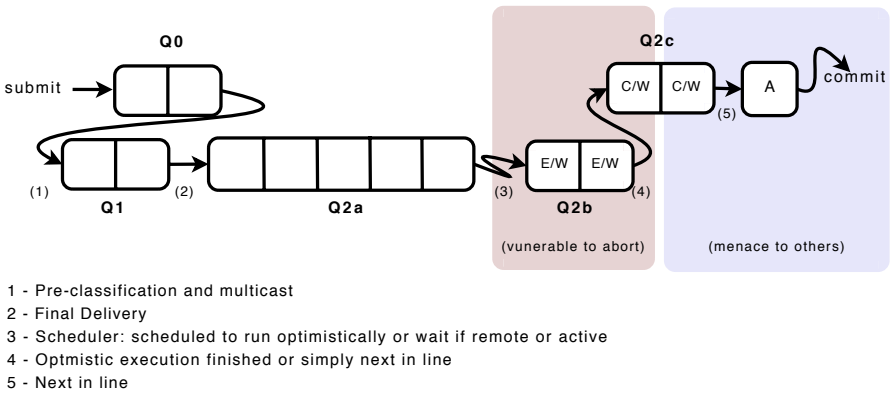 Q0
Q2c
submit
C/W C/W
A
commit
(5)
E/W E/W
(1)
(2)
(3)
(4)
Q1
Q2a
Q2b
(vunerable to abort)
(menace to others)
1 - Pre-classification and multicast
2 - Final Delivery
3 - Scheduler: scheduled to run optimistically or wait if remote or active
4 - Optmistic execution finished or simply next in line
5 - Next in line